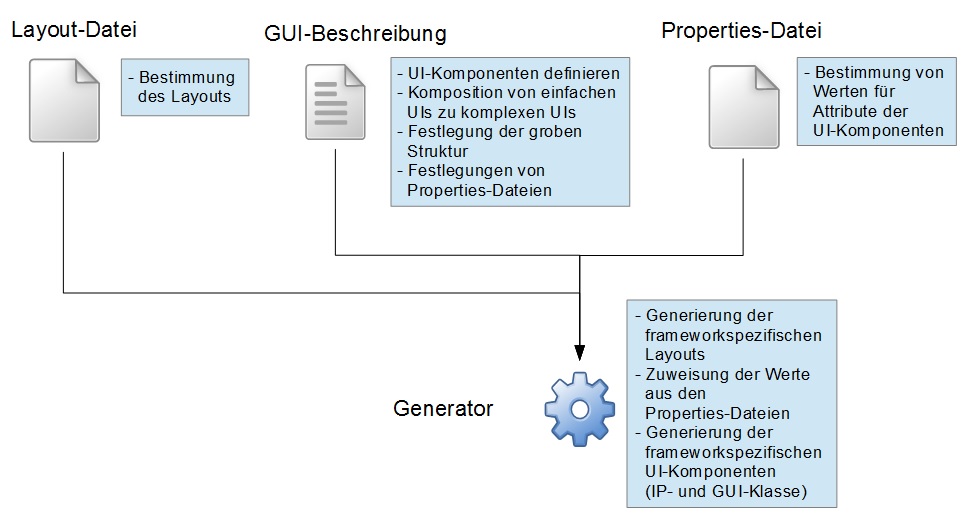 Layout-Datei
- Bestimmung
des Layouts
GUI-Beschreibung
- UI-Komponenten definieren
- Komposition von einfachen
UIs zu komplexen UIs
- Festlegung der groben
Struktur
- Festlegungen von
Properties-Dateien
Properties-Datei
- Bestimmung von
Werten für
Attribute der
UI-Komponenten
Generator
- Generierung der
frameworkspezifischen
Layouts
- Zuweisung der Werte
aus den
Properties-Dateien
- Generierung der
frameworkspezifischen
UI-Komponenten
(IP- und GUI-Klasse)